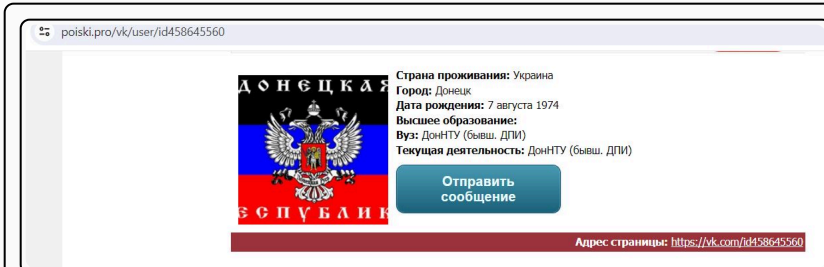 poiski.pro/vk/user/id458645560
ДОНЕЦКАЯ
ЕСПУБЛИК
Страна проживания: Украина
Город: Донецк
Дата рождения: 7 августа 1974
Высшее образование:
Вуз: ДонНТУ (бывш. ДПИ)
Текущая деятельность: ДонНТУ (бывш. ДПИ)
Отправить
сообщение
Адрес страницы: https://vk.com/id458645560